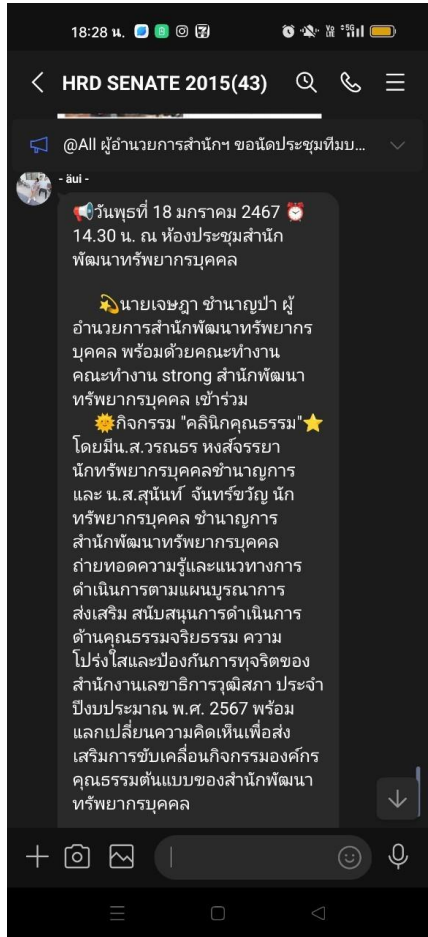 18:28 น.
HRD SENATE 2015(43)
@All ผู้อำนวยการสำนักฯ ขอนัดประชุมทีมบ...
- äui -
📢วันพุธที่ 18 มกราคม 2467 ⏰
14.30 น. ณ ห้องประชุมสำนัก
พัฒนาทรัพยากรบุคคล
💫นายเจษฎา ชำนาญป่า ผู้
อำนวยการสำนักพัฒนาทรัพยากร
บุคคล พร้อมด้วยคณะทำงาน
คณะทำงาน strong สำนักพัฒนา
ทรัพยากรบุคคล เข้าร่วม
🌞กิจกรรม "คลินิกคุณธรรม"⭐
โดยมีน.ส.วรณธร หงส์จรรยา
นักทรัพยากรบุคคลชำนาญการ
และ น.ส.สุนันท์ จันทร์ขวัญ นัก
ทรัพยากรบุคคล ชำนาญการ
สำนักพัฒนาทรัพยากรบุคคล
ถ่ายทอดความรู้และแนวทางการ
ดำเนินการตามแผนบูรณาการ
ส่งเสริม สนับสนุนการดำเนินการ
ด้านคุณธรรมจริยธรรม ความ
โปร่งใสและป้องกันการทุจริตของ
สำนักงานเลขาธิการวุฒิสภา ประจำ
ปีงบประมาณ พ.ศ. 2567 พร้อม
แลกเปลี่ยนความคิดเห็นเพื่อส่ง
เสริมการขับเคลื่อนกิจกรรมองค์กร
คุณธรรมต้นแบบของสำนักพัฒนา
ทรัพยากรบุคคล